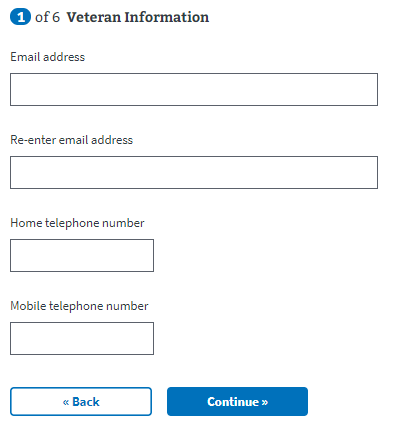 1 of 6 Veteran Information
Email address
Re-enter email address
Home telephone number
Mobile telephone number
« Back
Continue »